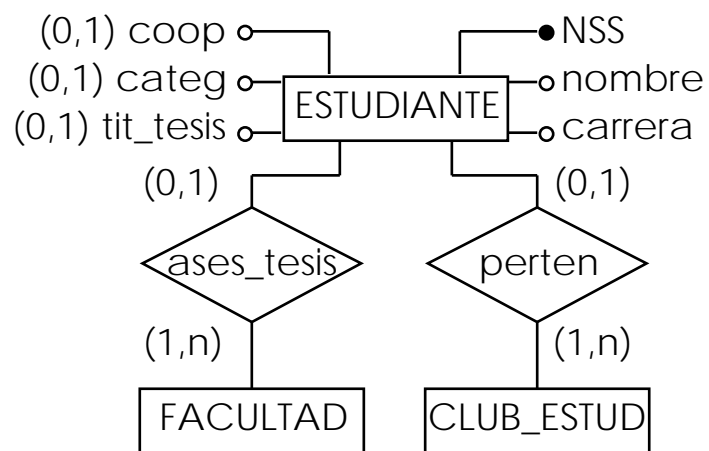 (0,1) coop
NSS
(0,1) categ
nombre
ESTUDIANTE
(0,1) tit_tesis
carrera
(0,1)
(0,1)
ases_tesis
perten
(1,n)
(1,n)
FACULTAD
CLUB_ESTUD